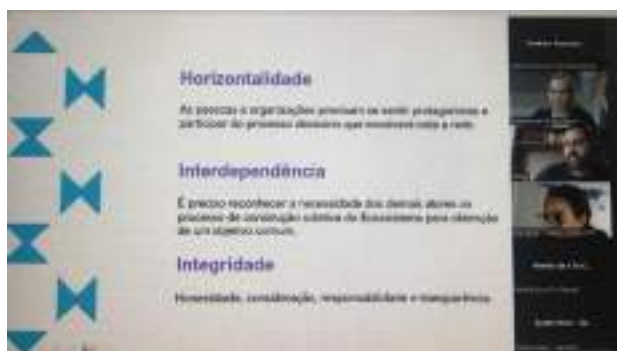 Horizontalidade
As pessoas e organizações precisam se sentir protagonistas e
participar do processo decisório que envolverá toda a rede.
Interdependência
É preciso reconhecer a necessidade dos demais atores no
processo de construção coletiva do Ecossistema para obtenção
de um objetivo comum.
Integridade
Honestidade, consideração, responsabilidade e transparência.